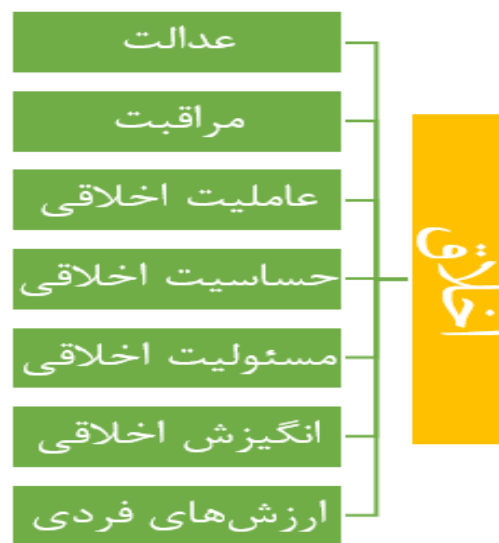 اخلاق
عدالت
مراقبت
عاملیت اخلاقی
حساسیت اخلاقی
مسئولیت اخلاقی
انگیزش اخلاقی
ارزش‌های فردی